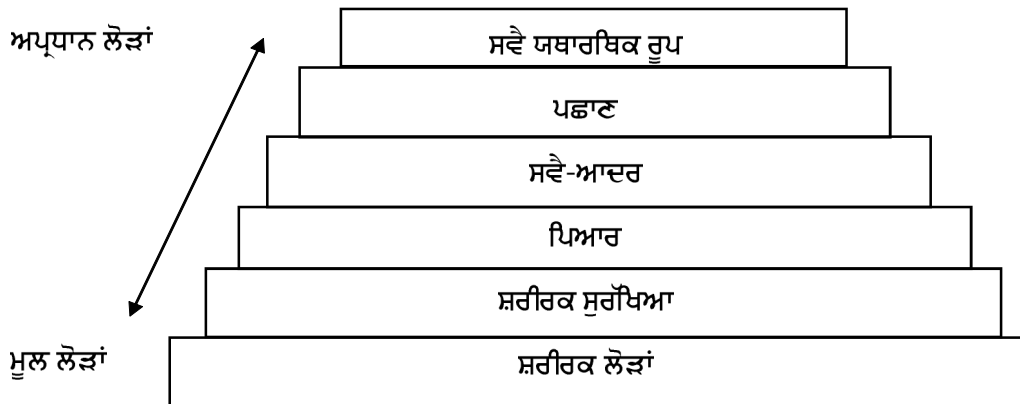 ਅਪ੍ਰਧਾਨ ਲੋੜਾਂ
ਸਵੈ ਯਥਾਰਥਿਕ ਰੂਪ
ਪਛਾਣ
ਸਵੈ-ਆਦਰ
ਪਿਆਰ
ਸ਼ਰੀਰਕ ਸੁਰੱਖਿਆ
ਮੂਲ ਲੋੜਾਂ
ਸ਼ਰੀਰਕ ਲੋੜਾਂ